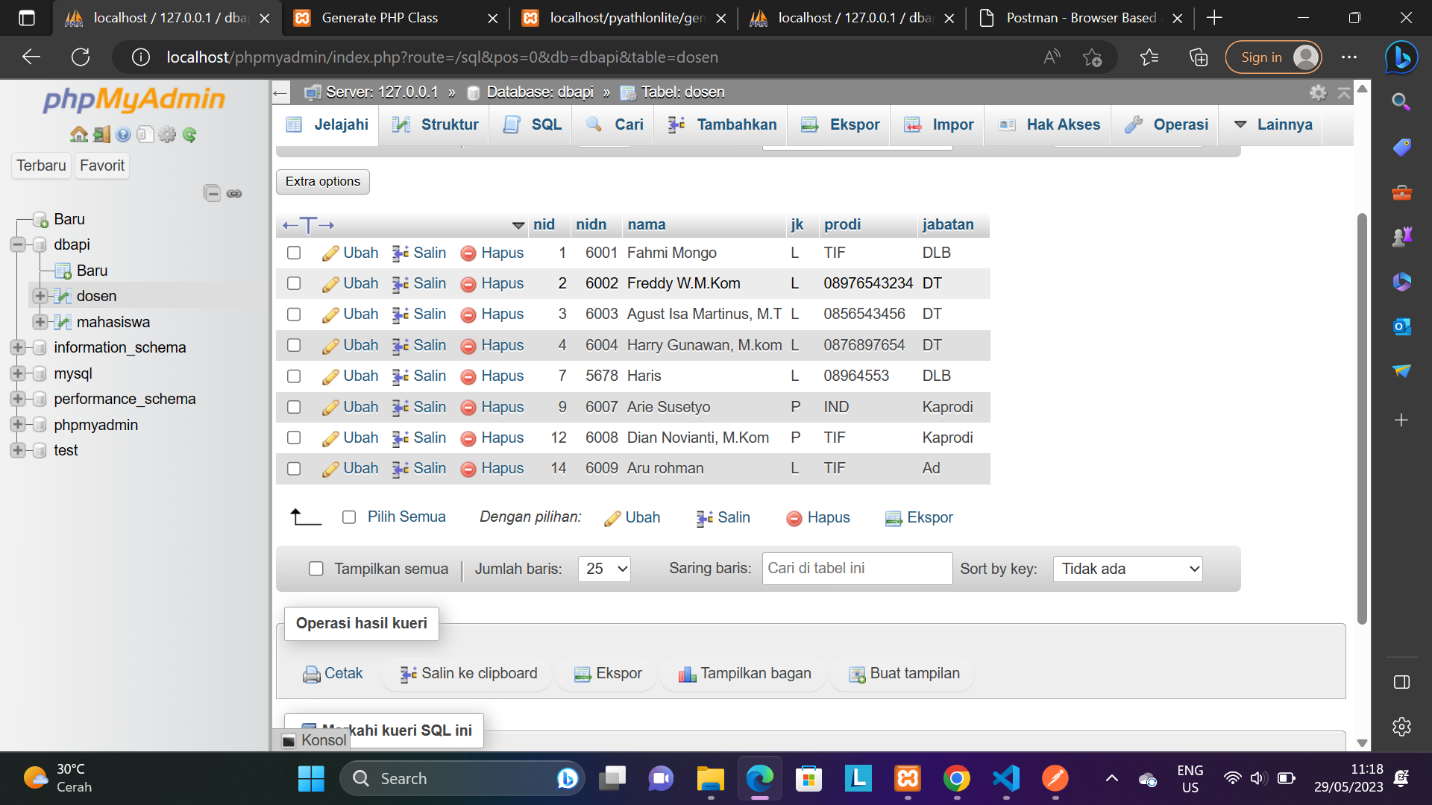 localhost / 127.0.0.1 / dba
Generate PHP Class
localhost/pyathlonlite/gen
localhost / 127.0.0.1 / dba
Postman - Browser Based
localhost/phpmyadmin/index.php?route=/sql&pos=0&db=dbapi&table=dosen
Sign in
phpMyAdmin
Terbaru Favorit
Baru
dbapi
Baru
dosen
mahasiswa
information_schema
mysql
performance_schema
phpmyadmin
test
Server: 127.0.0.1 » Database: dbapi » Tabel: dosen
Jelajahi Struktur SQL Cari Tambahkan Ekspor Impor Hak Akses Operasi Lainnya
Extra options
nid nidn nama jk prodi jabatan
Ubah Salin Hapus 1 6001 Fahmi Mongo L TIF DLB
Ubah Salin Hapus 2 6002 Freddy W.M.Kom L 08976543234 DT
Ubah Salin Hapus 3 6003 Agust Isa Martinus, M.T L 0856543456 DT
Ubah Salin Hapus 4 6004 Harry Gunawan, M.kom L 0876897654 DT
Ubah Salin Hapus 7 5678 Haris L 08964553 DLB
Ubah Salin Hapus 9 6007 Arie Susetyo P IND Kaprodi
Ubah Salin Hapus 12 6008 Dian Novianti, M.Kom P TIF Kaprodi
Ubah Salin Hapus 14 6009 Aru rohman L TIF Ad
Pilih Semua Dengan pilihan: Ubah Salin Hapus Ekspor
Tampilkan semua Jumlah baris: 25 Saring baris: Cari di tabel ini Sort by key: Tidak ada
Operasi hasil kueri
Cetak Salin ke clipboard Ekspor Tampilkan bagan Buat tampilan
Markahi kueri SQL ini
Konsol
30°C
Cerah
Search
ENG
US
11:18
29/05/2023